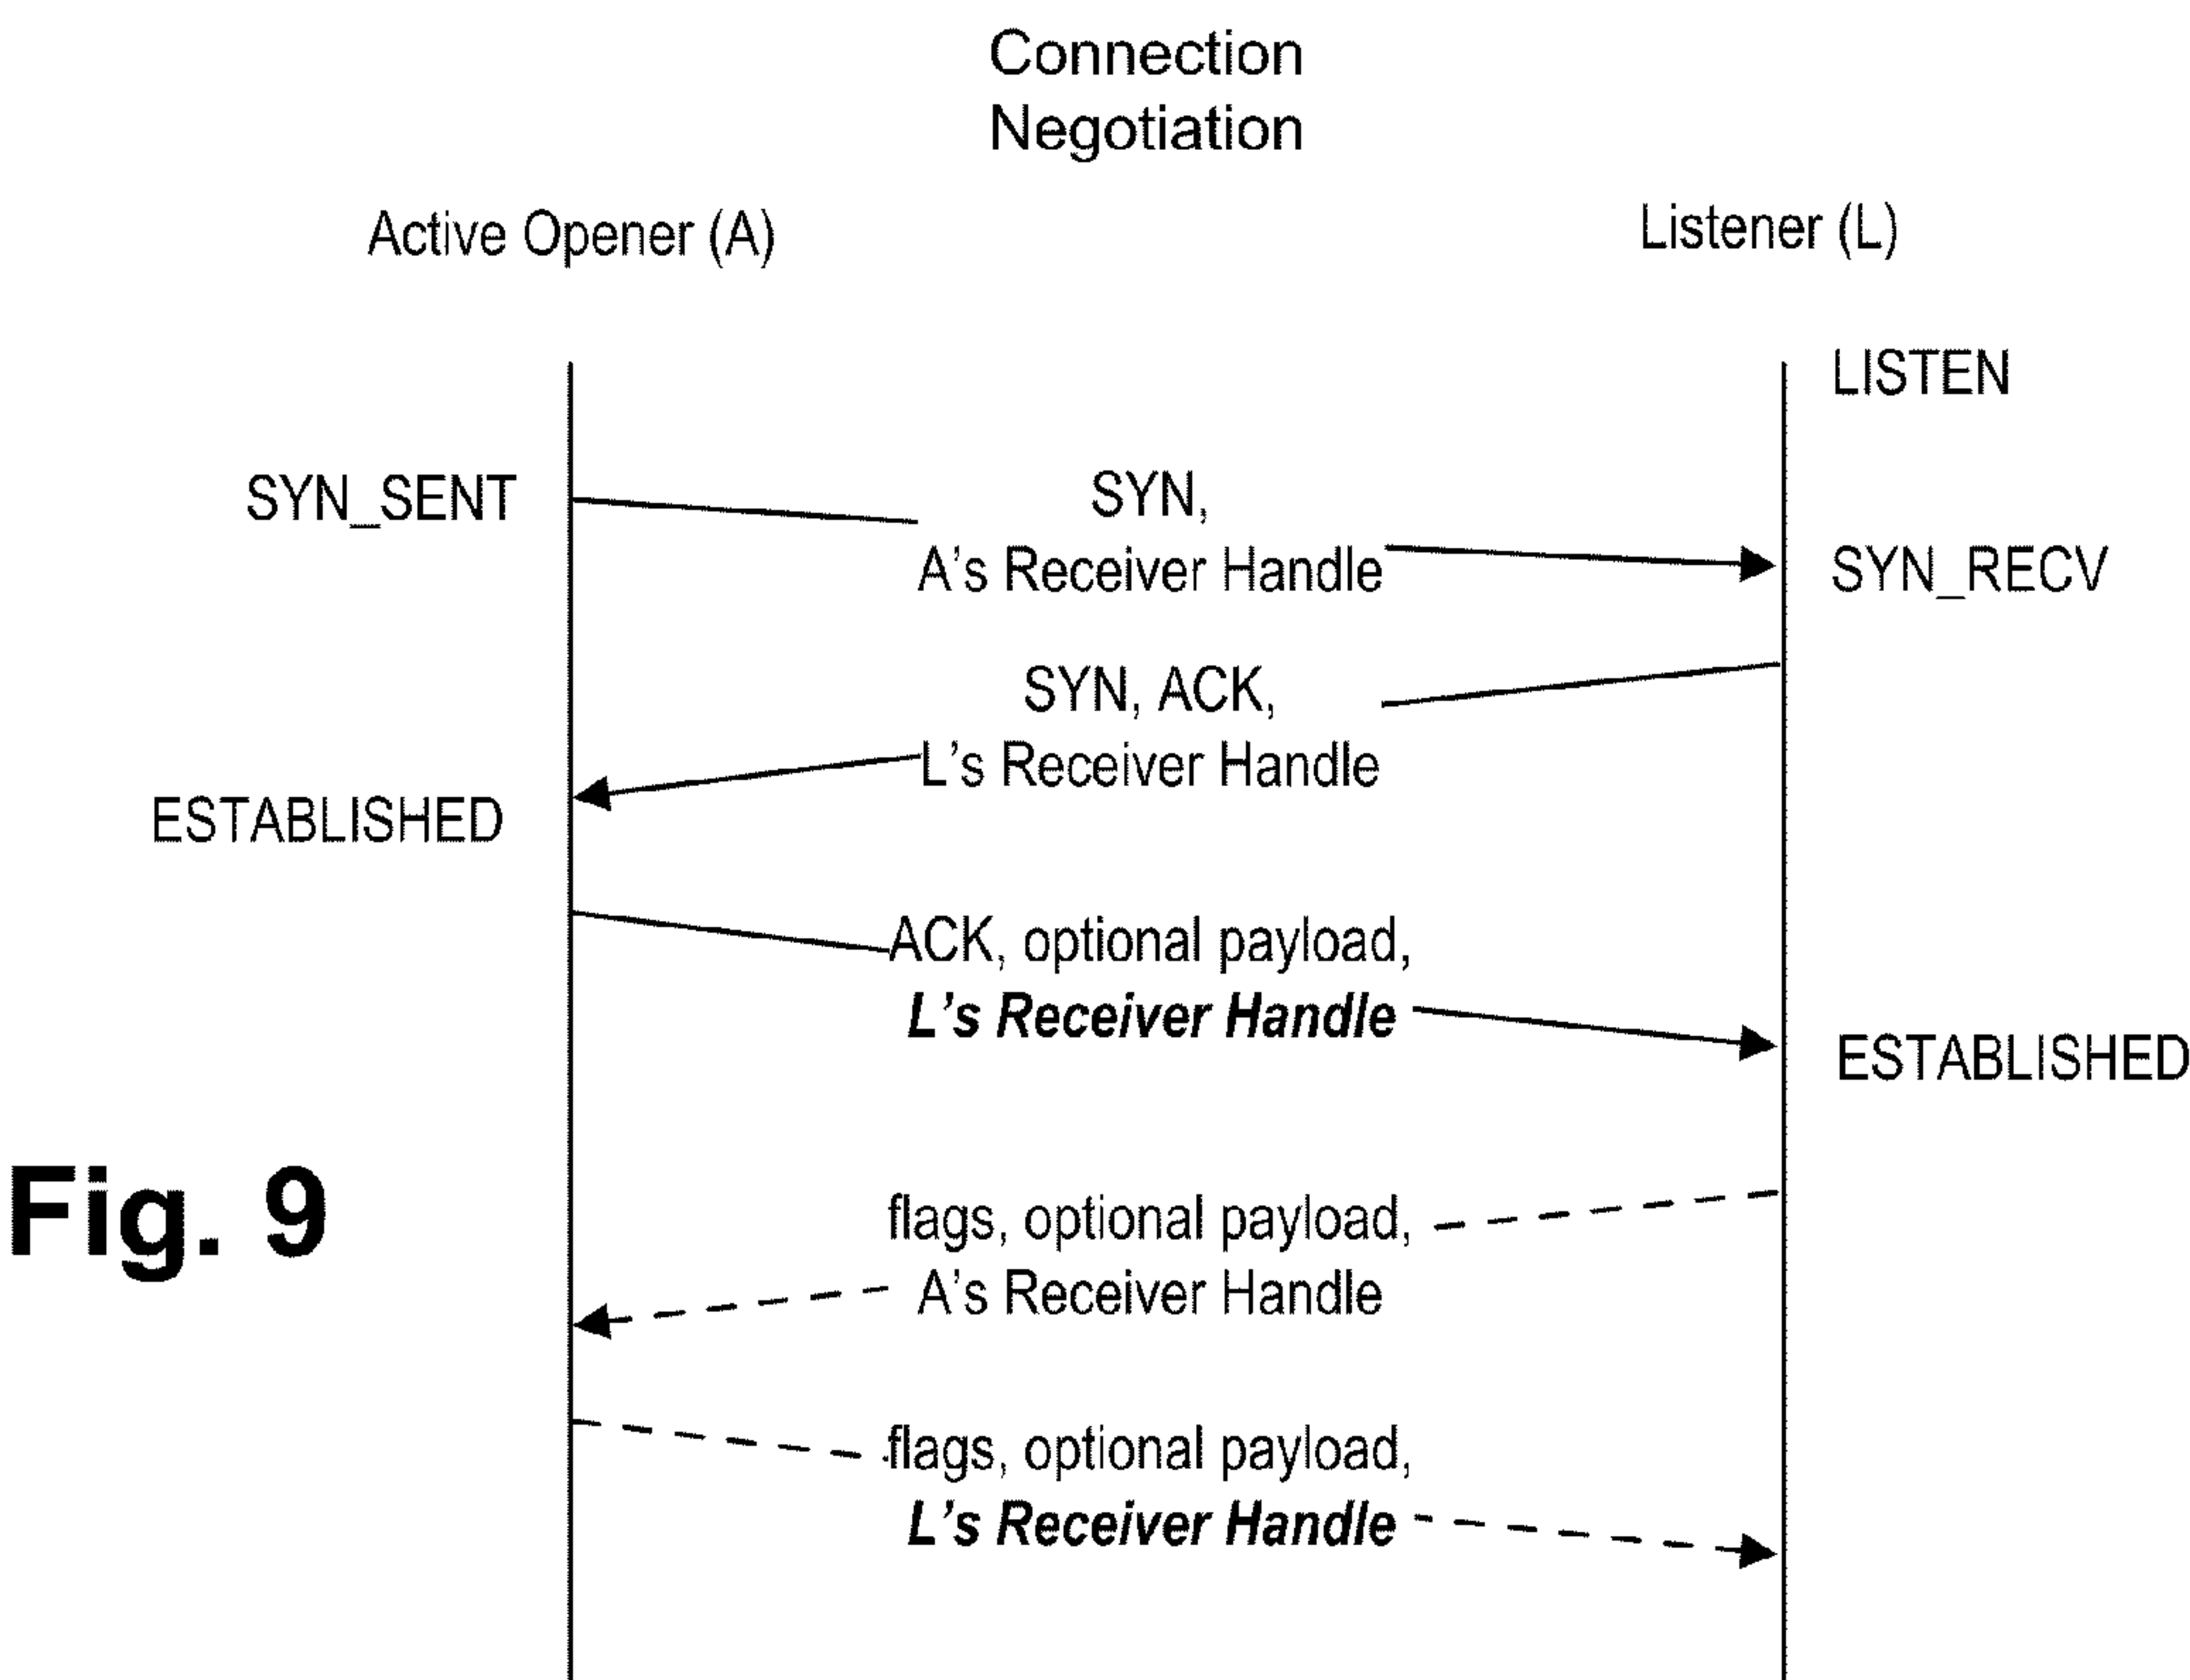 Connection
Negotiation
Active Opener (A)
Listener (L)
LISTEN
SYN_SENT
SYN,
A's Receiver Handle
SYN_RECV
SYN, ACK,
L's Receiver Handle
ESTABLISHED
ACK, optional payload,
L's Receiver Handle
ESTABLISHED
Fig. 9
flags, optional payload,
A's Receiver Handle
flags, optional payload,
L's Receiver Handle